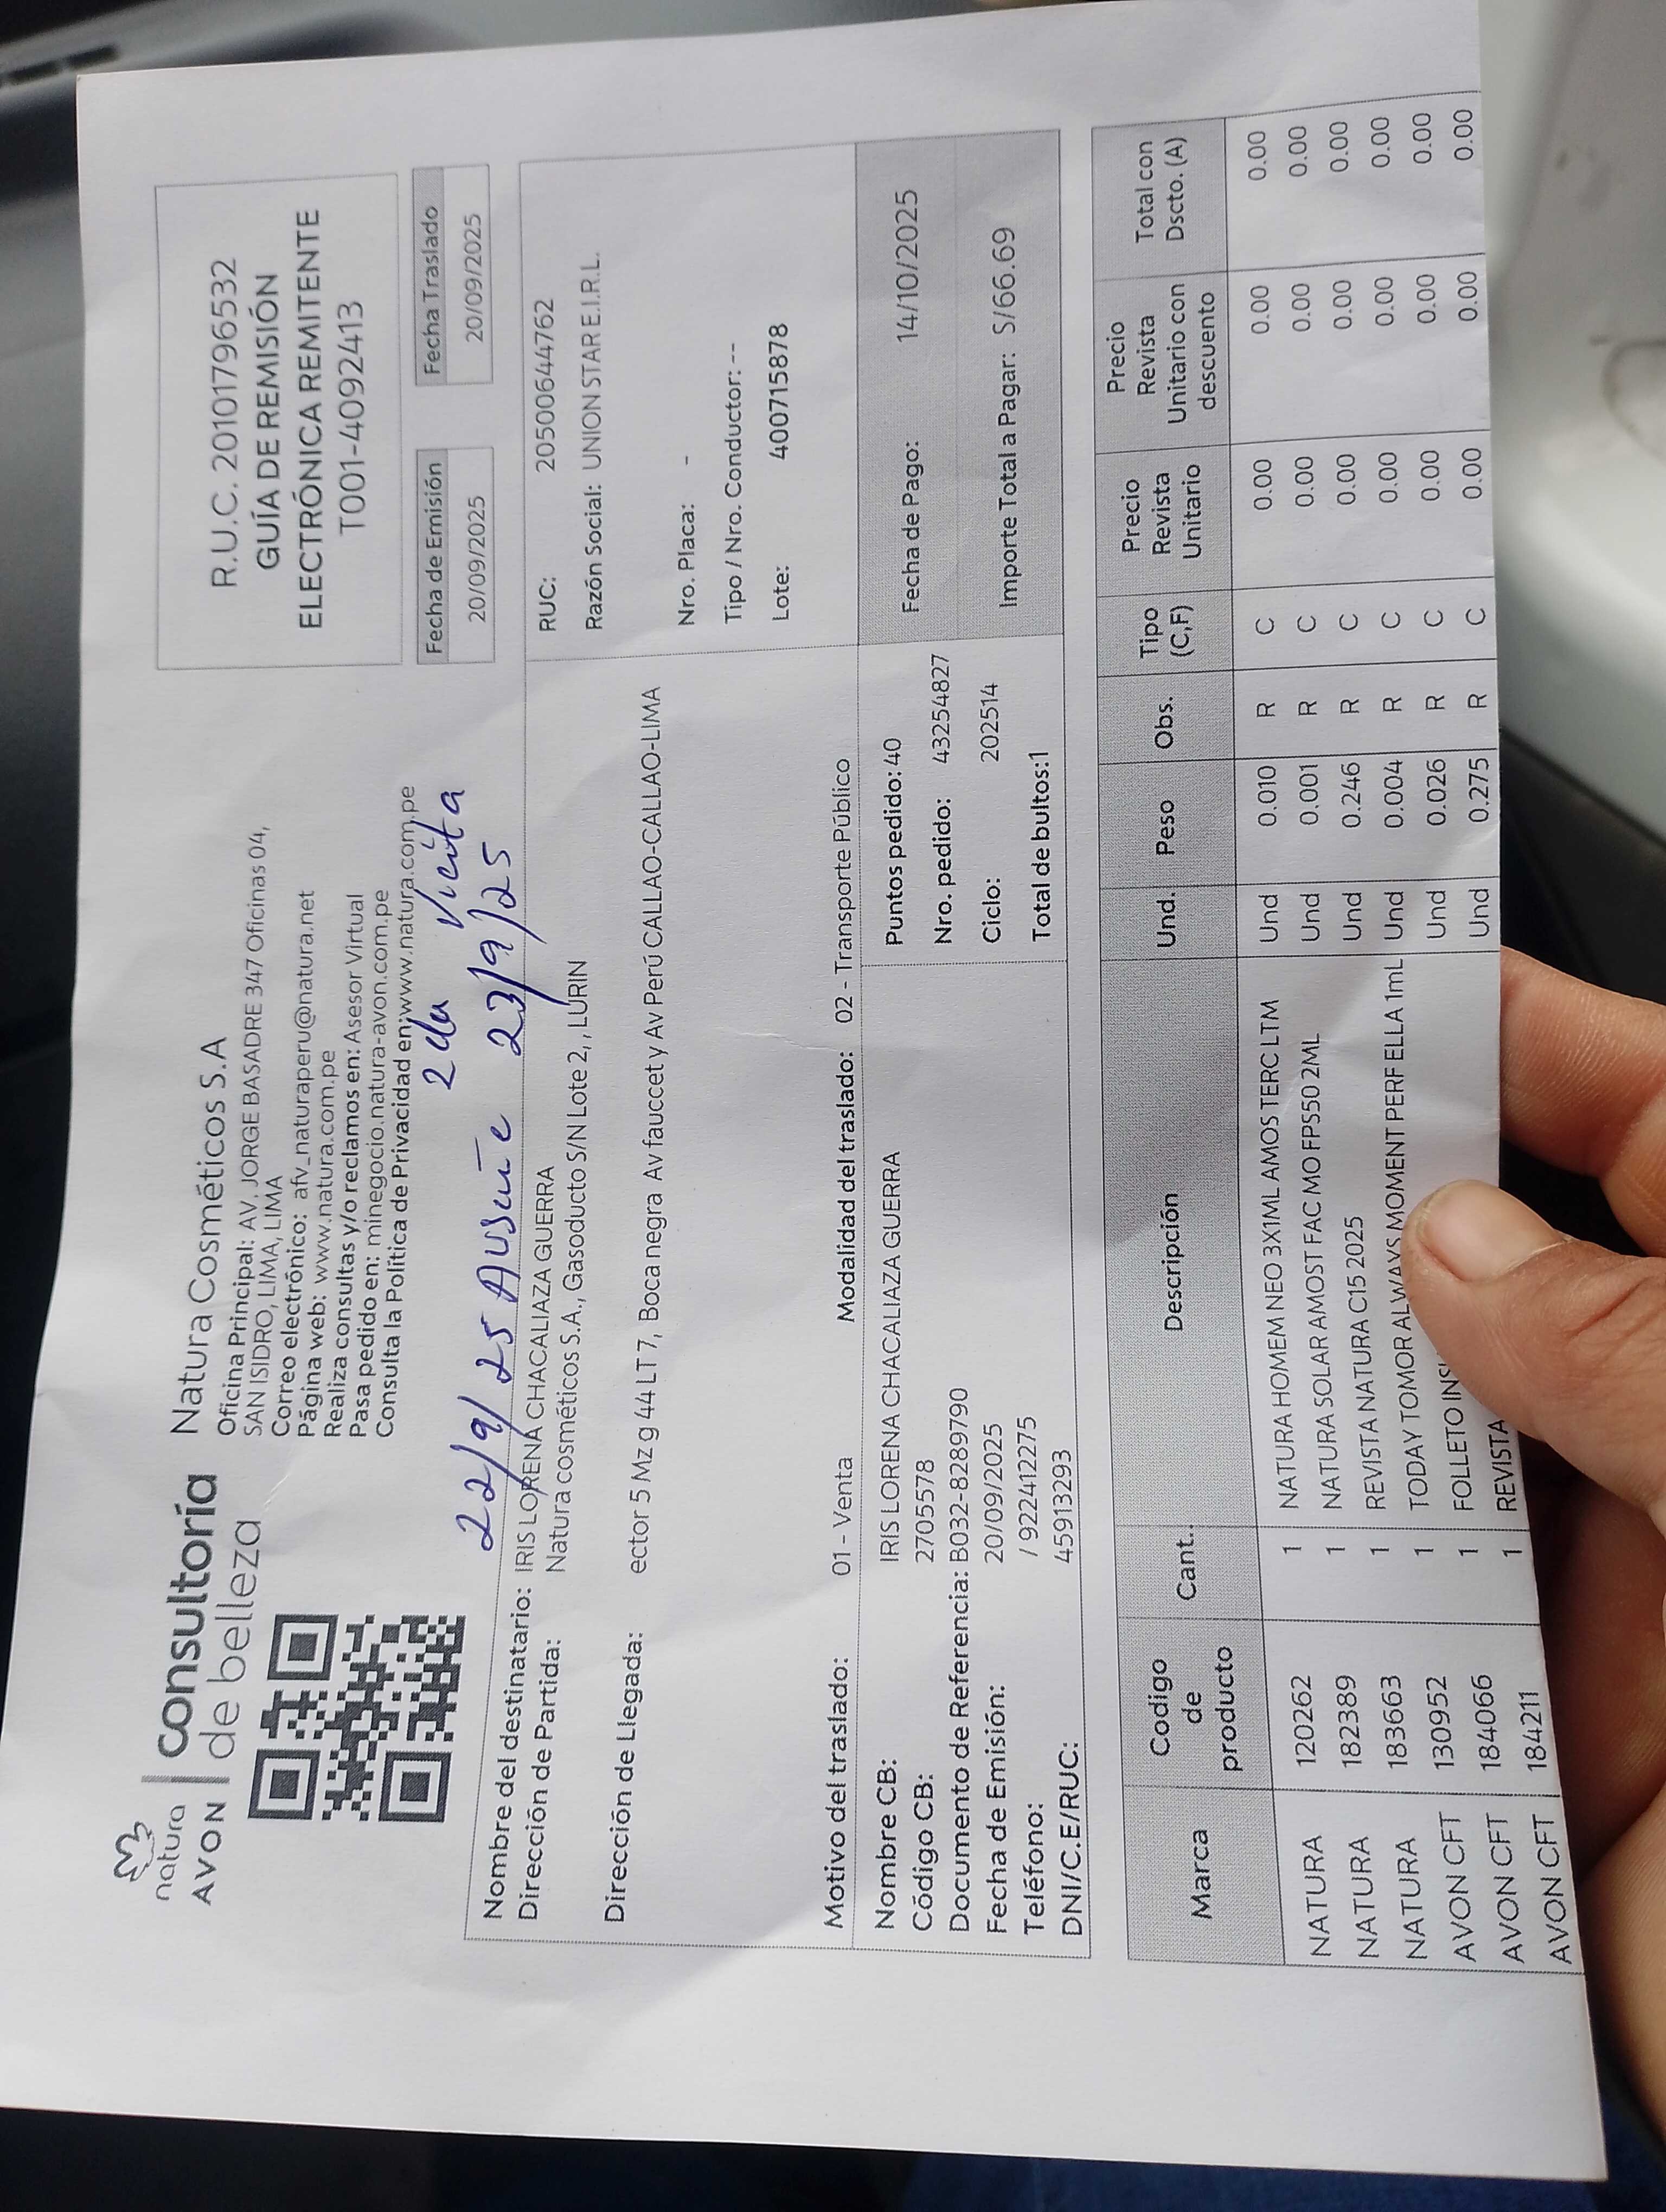 natura
AVON
consultoría
de belleza
Natura Cosméticos S.A
Oficina Principal: AV. JORGE BASADRE 347 Oficinas 04,
SAN ISIDRO, LIMA, LIMA
Correo electrónico: afv_naturaperu@natura.net
Página web: www.natura.com.pe
Realiza consultas y/o reclamos en: Asesor Virtual
Pasa pedido en: minegocio.natura-avon.com.pe
Consulta la Política de Privacidad en:www.natura.com.pe
R.U.C. 20101796532
GUÍA DE REMISIÓN
ELECTRÓNICA REMITENTE
T001-4092413
Fecha de Emisión Fecha Traslado
20/09/2025 20/09/2025
2da Vicita
22/9/25 Ausente 23/9/25
Nombre del destinatario: IRIS LORENA CHACALIAZA GUERRA
Dirección de Partida: Natura cosméticos S.A., Gasoducto S/N Lote 2,, LURIN
Dirección de Llegada: ector 5 Mz g 44 LT 7, Boca negra Av fauccet y Av Perú CALLAO-CALLAO-LIMA
Motivo del traslado: 01 - Venta Modalidad del traslado: 02 - Transporte Público
RUC: 20500644762
Razón Social: UNION STAR E.I.R.L.
Nro. Placa: -
Tipo / Nro. Conductor: --
Lote: 400715878
Nombre CB: IRIS LORENA CHACALIAZA GUERRA
Código CB: 2705578
Documento de Referencia: B032-8289790
Fecha de Emisión: 20/09/2025
Teléfono: / 922412275
DNI/C.E/RUC: 45913293
Puntos pedido: 40
Nro. pedido: 43254827
Ciclo: 202514
Total de bultos:1
Fecha de Pago: 14/10/2025
Importe Total a Pagar: S/66.69
Marca Codigo de producto Cant. Descripción Und. Peso Obs. Tipo (C,F) Precio Revista Unitario Precio Revista Unitario con descuento Total con Dscto. (A)
NATURA 120262 1 NATURA HOMEM NEO 3X1ML AMOS TERC LTM Und 0.010 R C 0.00 0.00 0.00
NATURA 182389 1 NATURA SOLAR AMOST FAC MO FPS50 2ML Und 0.001 R C 0.00 0.00 0.00
NATURA 183663 1 REVISTA NATURA C15 2025 Und 0.246 R C 0.00 0.00 0.00
AVON CFT 130952 1 TODAY TOMOR ALWAYS MOMENT PERF ELLA 1mL Und 0.004 R C 0.00 0.00 0.00
AVON CFT 184066 1 FOLLETO Und 0.026 R C 0.00 0.00 0.00
AVON CFT 184211 1 REVISTA Und 0.275 R C 0.00 0.00 0.00